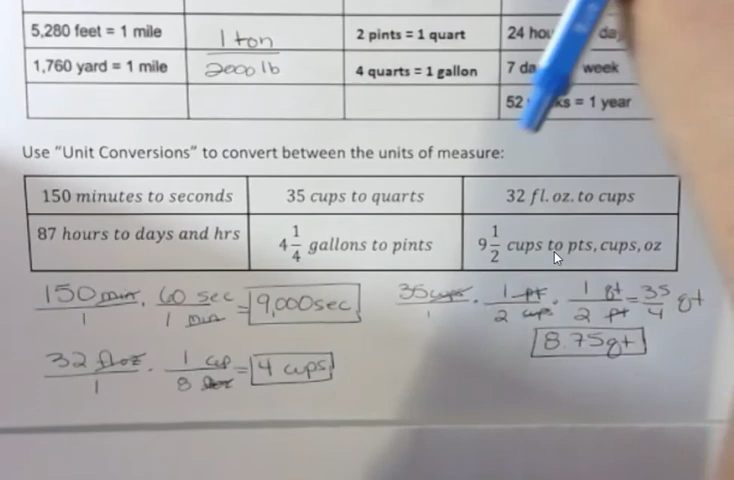 5,280 feet = 1 mile
1 ton
2 pints = 1 quart
24 hou
day
1,760 yard = 1 mile
2000 lb
4 quarts = 1 gallon
7 da
week
52
ks = 1 year
Use "Unit Conversions" to convert between the units of measure:
150 minutes to seconds
35 cups to quarts
32 fl. oz. to cups
87 hours to days and hrs
4 1/4 gallons to pints
9 1/2 cups to pts, cups, oz
150 min/1 · 60 sec/1 min = 9,000 sec
35 cups/1 · 1 pt/2 cups · 1 qt/2 pt = 35/4 qt
8.75 qt
32 fl oz/1 · 1 cup/8 fl oz = 4 cups